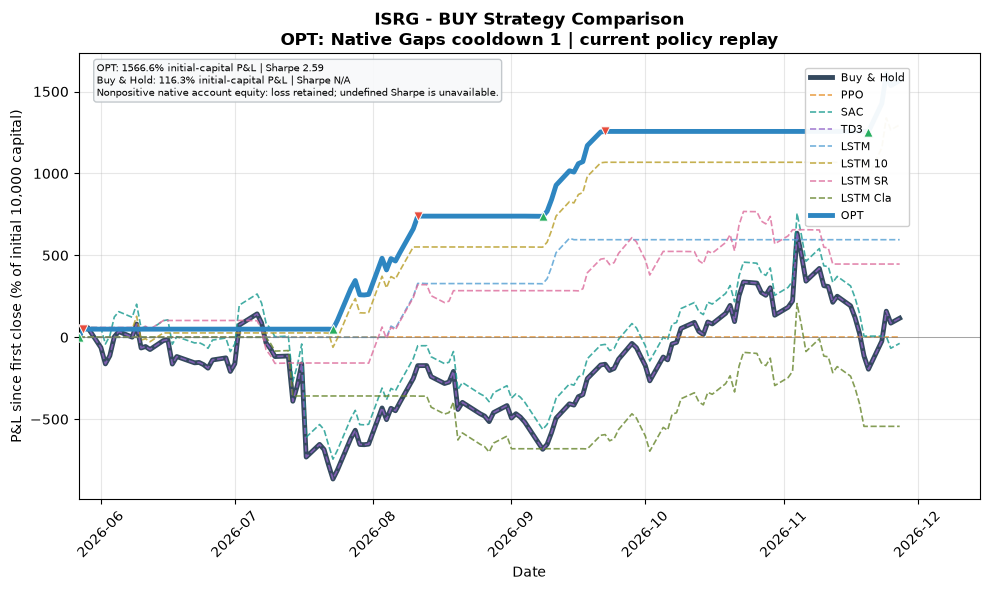 ISRG - BUY Strategy Comparison
OPT: Native Gaps cooldown 1 | current policy replay
OPT: 1566.6% initial-capital P&L | Sharpe 2.59
Buy & Hold: 116.3% initial-capital P&L | Sharpe N/A
Nonpositive native account equity: loss retained; undefined Sharpe is unavailable.
Buy & Hold
PPO
SAC
TD3
LSTM
LSTM 10
LSTM SR
LSTM Cla
OPT
P&L since first close (% of initial 10,000 capital)
1500
1000
500
0
−500
2026-06
2026-07
2026-08
2026-09
2026-10
2026-11
2026-12
Date